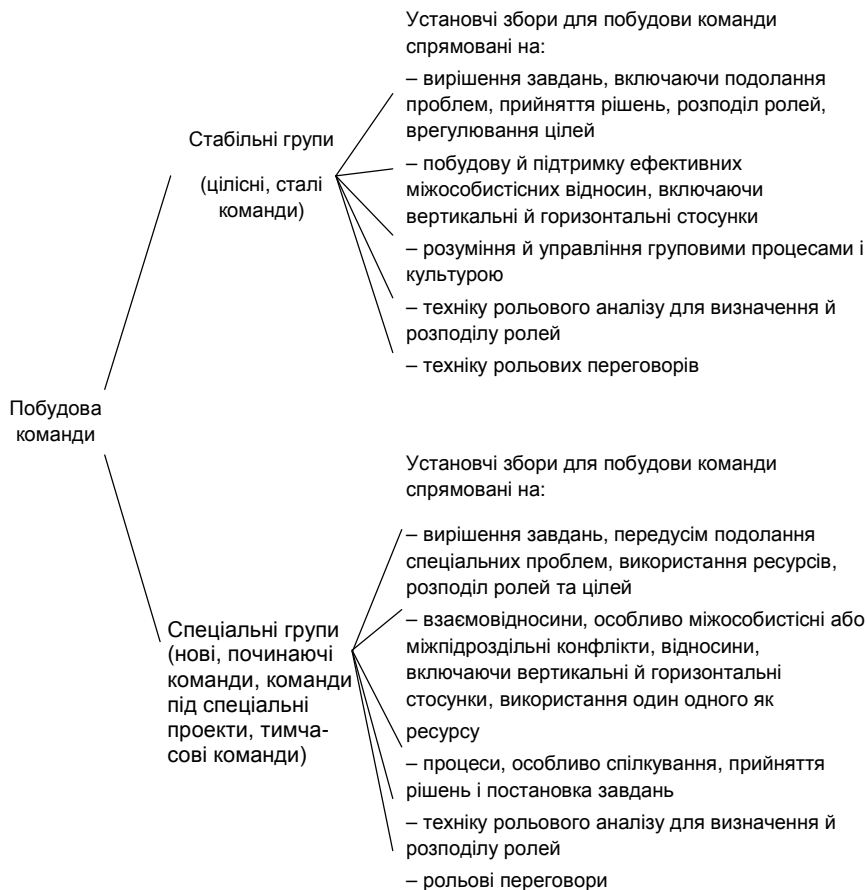 Установчі збори для побудови команди
спрямовані на:
– вирішення завдань, включаючи подолання
проблем, прийняття рішень, розподіл ролей,
врегулювання цілей
Стабільні групи
(цілісні, сталі
команди)
– побудову й підтримку ефективних
міжособистісних відносин, включаючи
вертикальні й горизонтальні стосунки
– розуміння й управління груповими процесами і
культурою
– техніку рольового аналізу для визначення й
розподілу ролей
– техніку рольових переговорів
Побудова
команди
Установчі збори для побудови команди
спрямовані на:
– вирішення завдань, передусім подолання
спеціальних проблем, використання ресурсів,
розподіл ролей та цілей
Спеціальні групи
(нові, починаючі
команди, команди
під спеціальні
проекти, тимча-
сові команди)
– взаємовідносини, особливо міжособистісні або
міжпідроздільні конфлікти, відносини,
включаючи вертикальні й горизонтальні
стосунки, використання один одного як
ресурсу
– процеси, особливо спілкування, прийняття
рішень і постановка завдань
– техніку рольового аналізу для визначення й
розподілу ролей
– рольові переговори